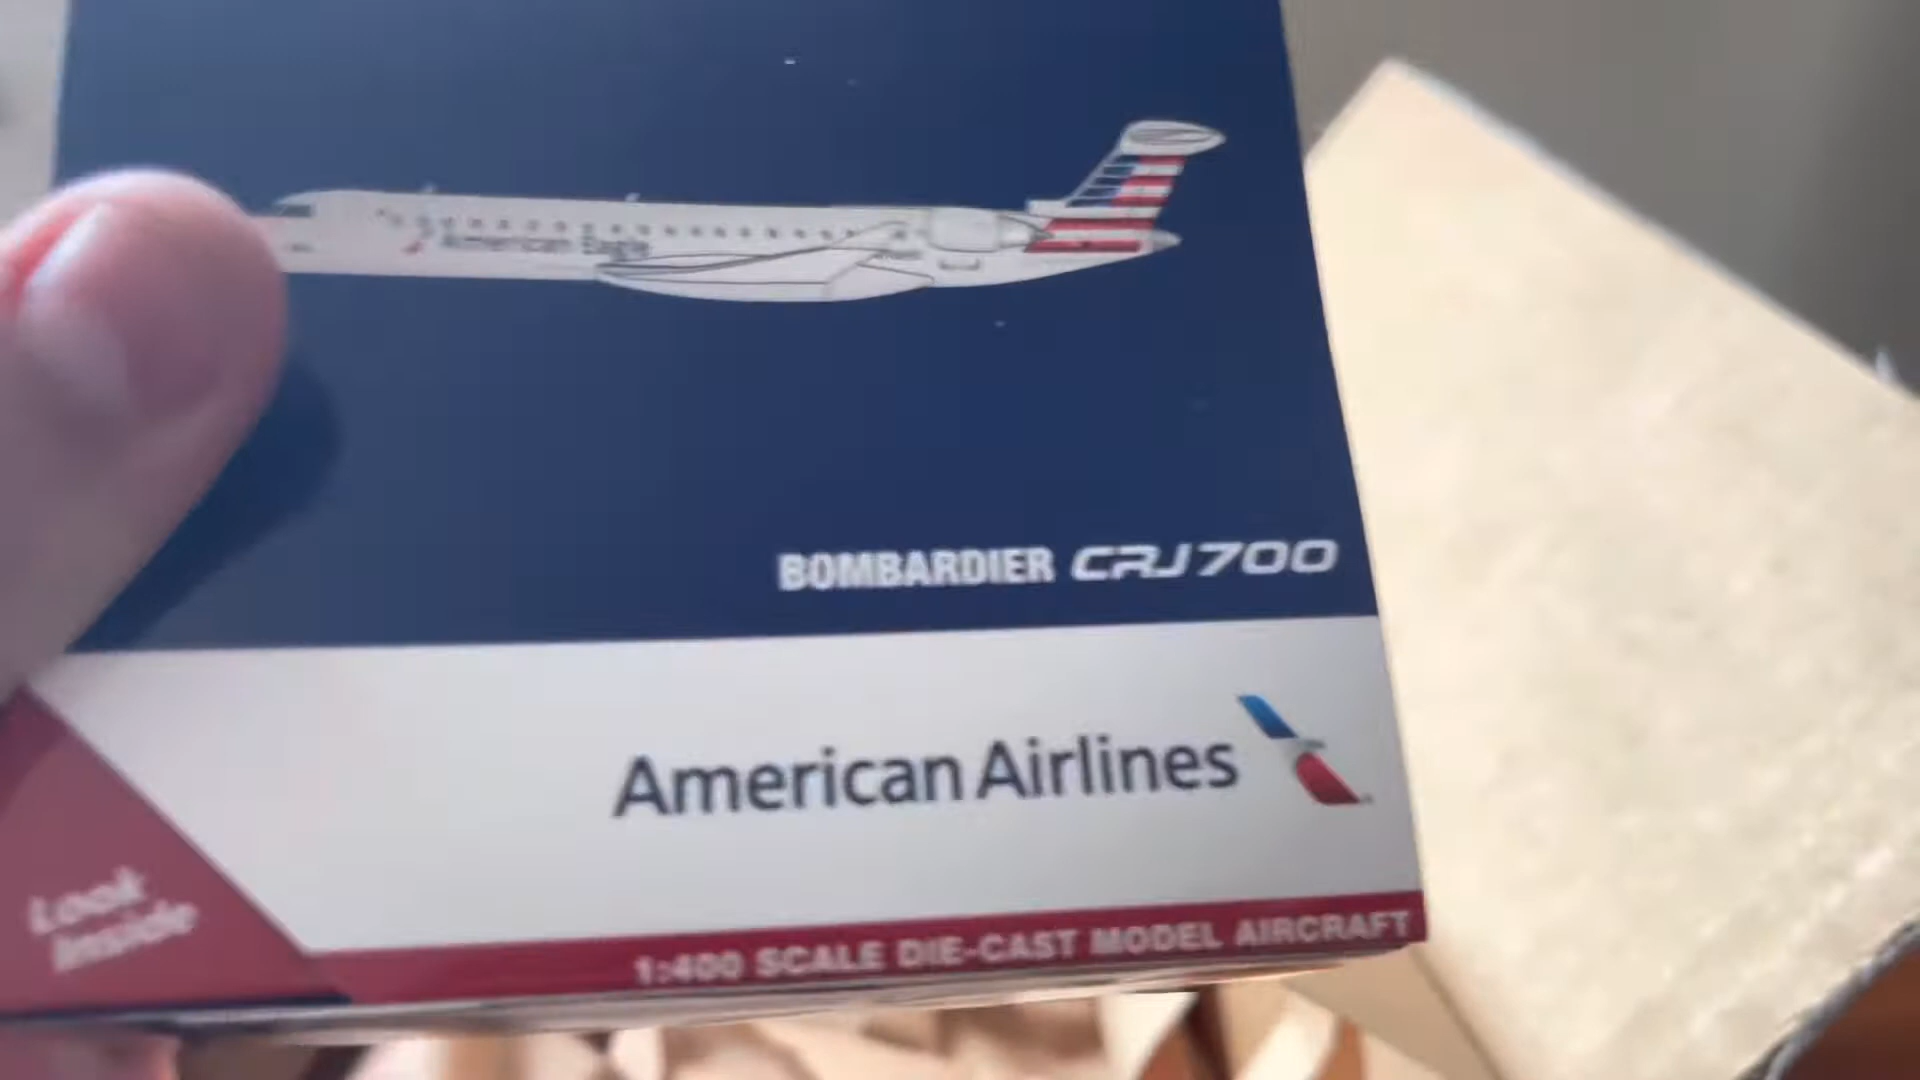 American Eagle
BOMBARDIER CRJ700
American Airlines
Look
Inside
1:400 SCALE DIE-CAST MODEL AIRCRAFT